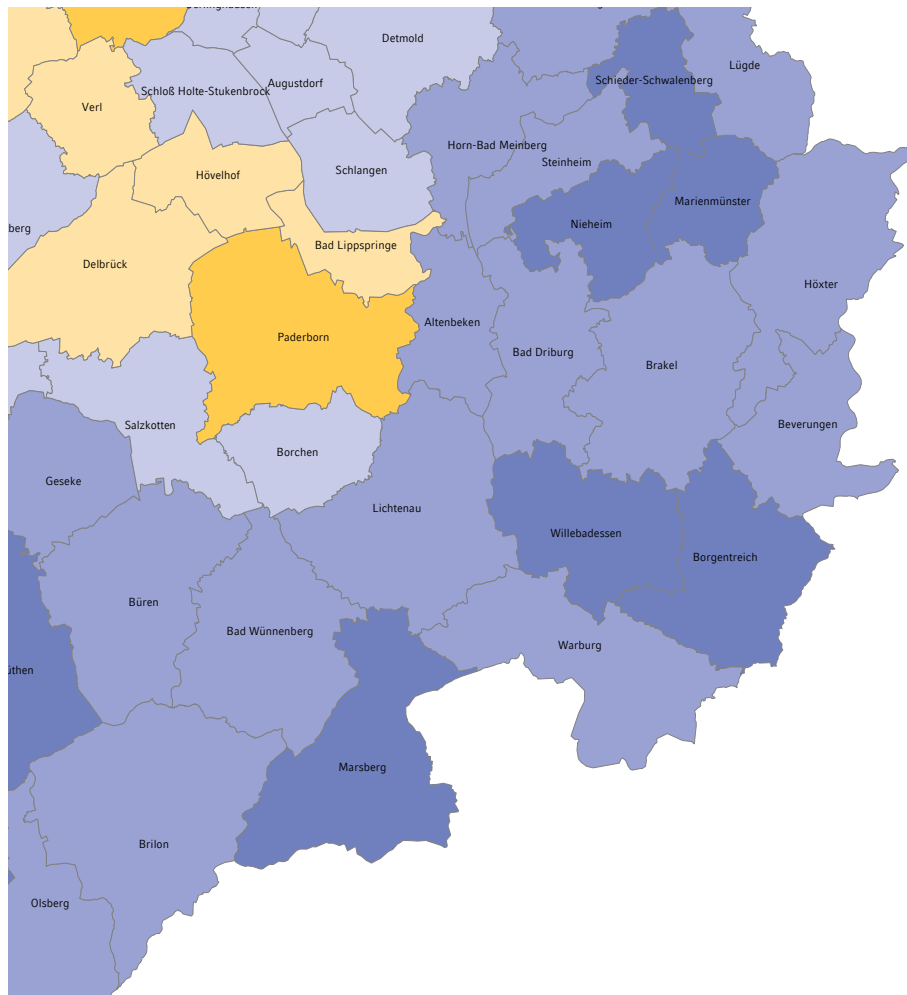 Detmold
Lügde
Schieder-Schwalenberg
Augustdorf
Schloß Holte-Stukenbrock
Verl
Horn-Bad Meinberg
Steinheim
Schlangen
Hövelhof
Marienmünster
Nieheim
berg
Bad Lippspringe
Delbrück
Höxter
Altenbeken
Paderborn
Bad Driburg
Brakel
Salzkotten
Beverungen
Borchen
Geseke
Lichtenau
Willebadessen
Borgentreich
Büren
Bad Wünnenberg
Warburg
üthen
Marsberg
Brilon
Olsberg